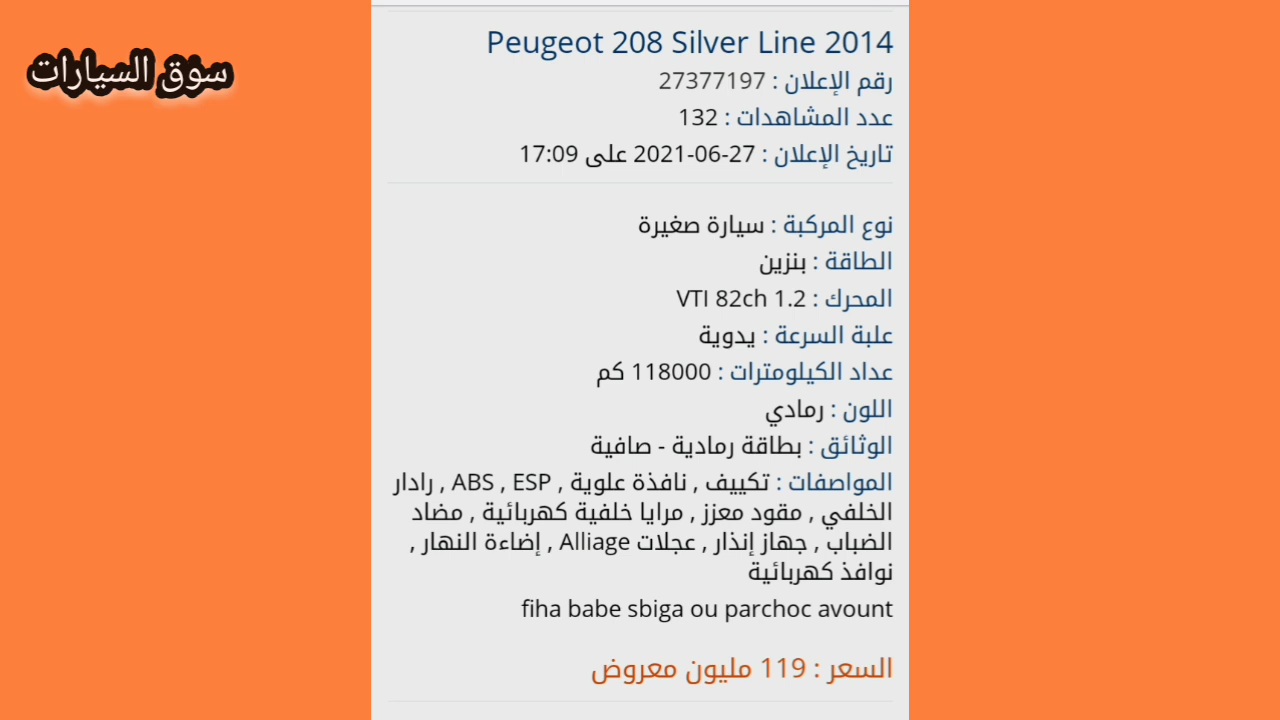 سوق السيارات
Peugeot 208 Silver Line 2014
رقم الإعلان : 27377197
عدد المشاهدات : 132
تاريخ الإعلان : 27-06-2021 على 17:09
نوع المركبة : سيارة صغيرة
الطاقة : بنزين
المحرك : 1.2 VTI 82ch
علبة السرعة : يدوية
عداد الكيلومترات : 118000 كم
اللون : رمادي
الوثائق : بطاقة رمادية - صافية
المواصفات : تكييف , نافذة علوية , ABS , ESP , رادار
الخلفي , مقود معزز , مرايا خلفية كهربائية , مضاد
الضباب , جهاز إنذار , عجلات Alliage , إضاءة النهار ,
نوافذ كهربائية
fiha babe sbiga ou parchoc avount
السعر : 119 مليون معروض